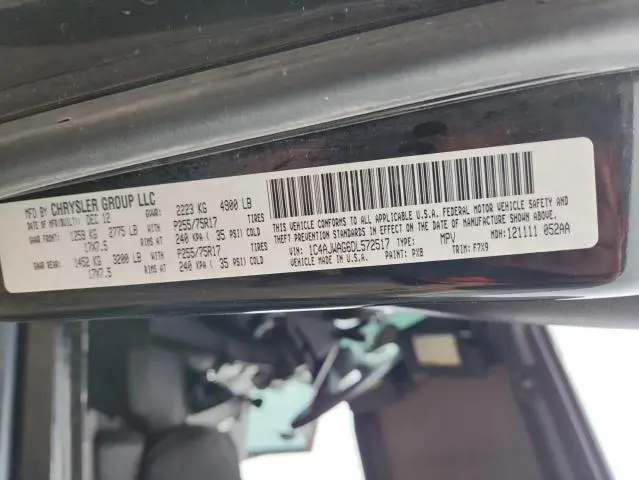 MFD BY CHRYSLER GROUP LLC
DATE OF MFR/BUILT: DEC 12 GVWR: 2223 KG 4900 LB
GAWR FRONT: 1259 KG 2775 LB WITH P255/75R17 TIRES
17X7.5 RIMS AT 240 KPA ( 35 PSI) COLD
GAWR REAR: 1452 KG 3200 LB WITH P255/75R17 TIRES
17X7.5 RIMS AT 240 KPA ( 35 PSI) COLD
THIS VEHICLE CONFORMS TO ALL APPLICABLE U.S.A. FEDERAL MOTOR VEHICLE SAFETY, BUMPER AND
THEFT PREVENTION STANDARDS IN EFFECT ON THE DATE OF MANUFACTURE SHOWN ABOVE.
VIN: 1C4AJWAG6DL572517 TYPE: MPV MDH: 121111 052AA
VEHICLE MADE IN U.S.A. PAINT: PX8 TRIM: F7X9